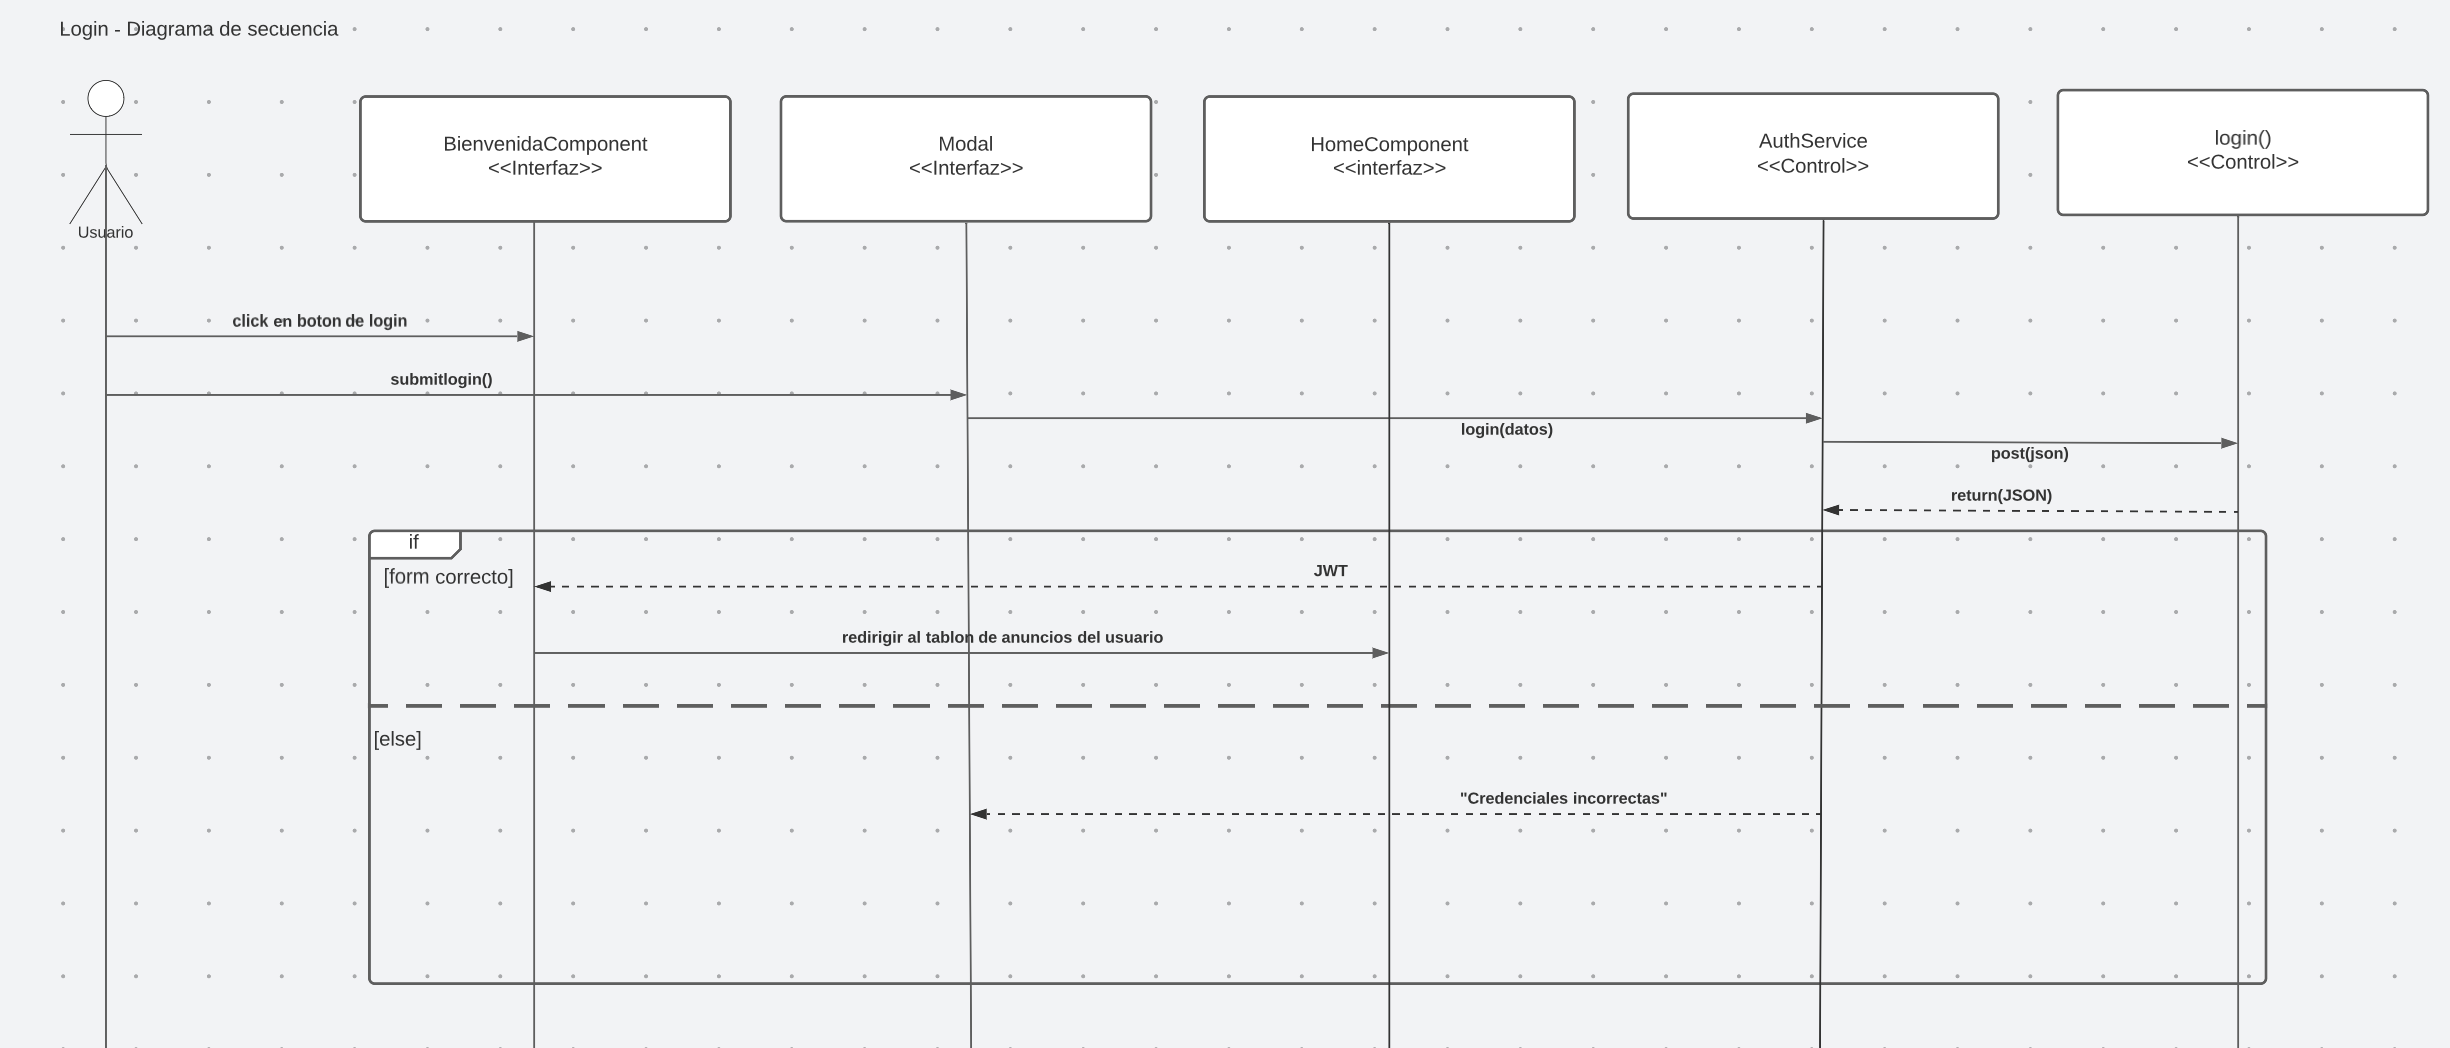 Login - Diagrama de secuencia
Usuario
BienvenidaComponent
<<Interfaz>>
Modal
<<Interfaz>>
HomeComponent
<<interfaz>>
AuthService
<<Control>>
login()
<<Control>>
click en boton de login
submitlogin()
login(datos)
post(json)
return(JSON)
if
[form correcto]
JWT
redirigir al tablon de anuncios del usuario
[else]
"Credenciales incorrectas"